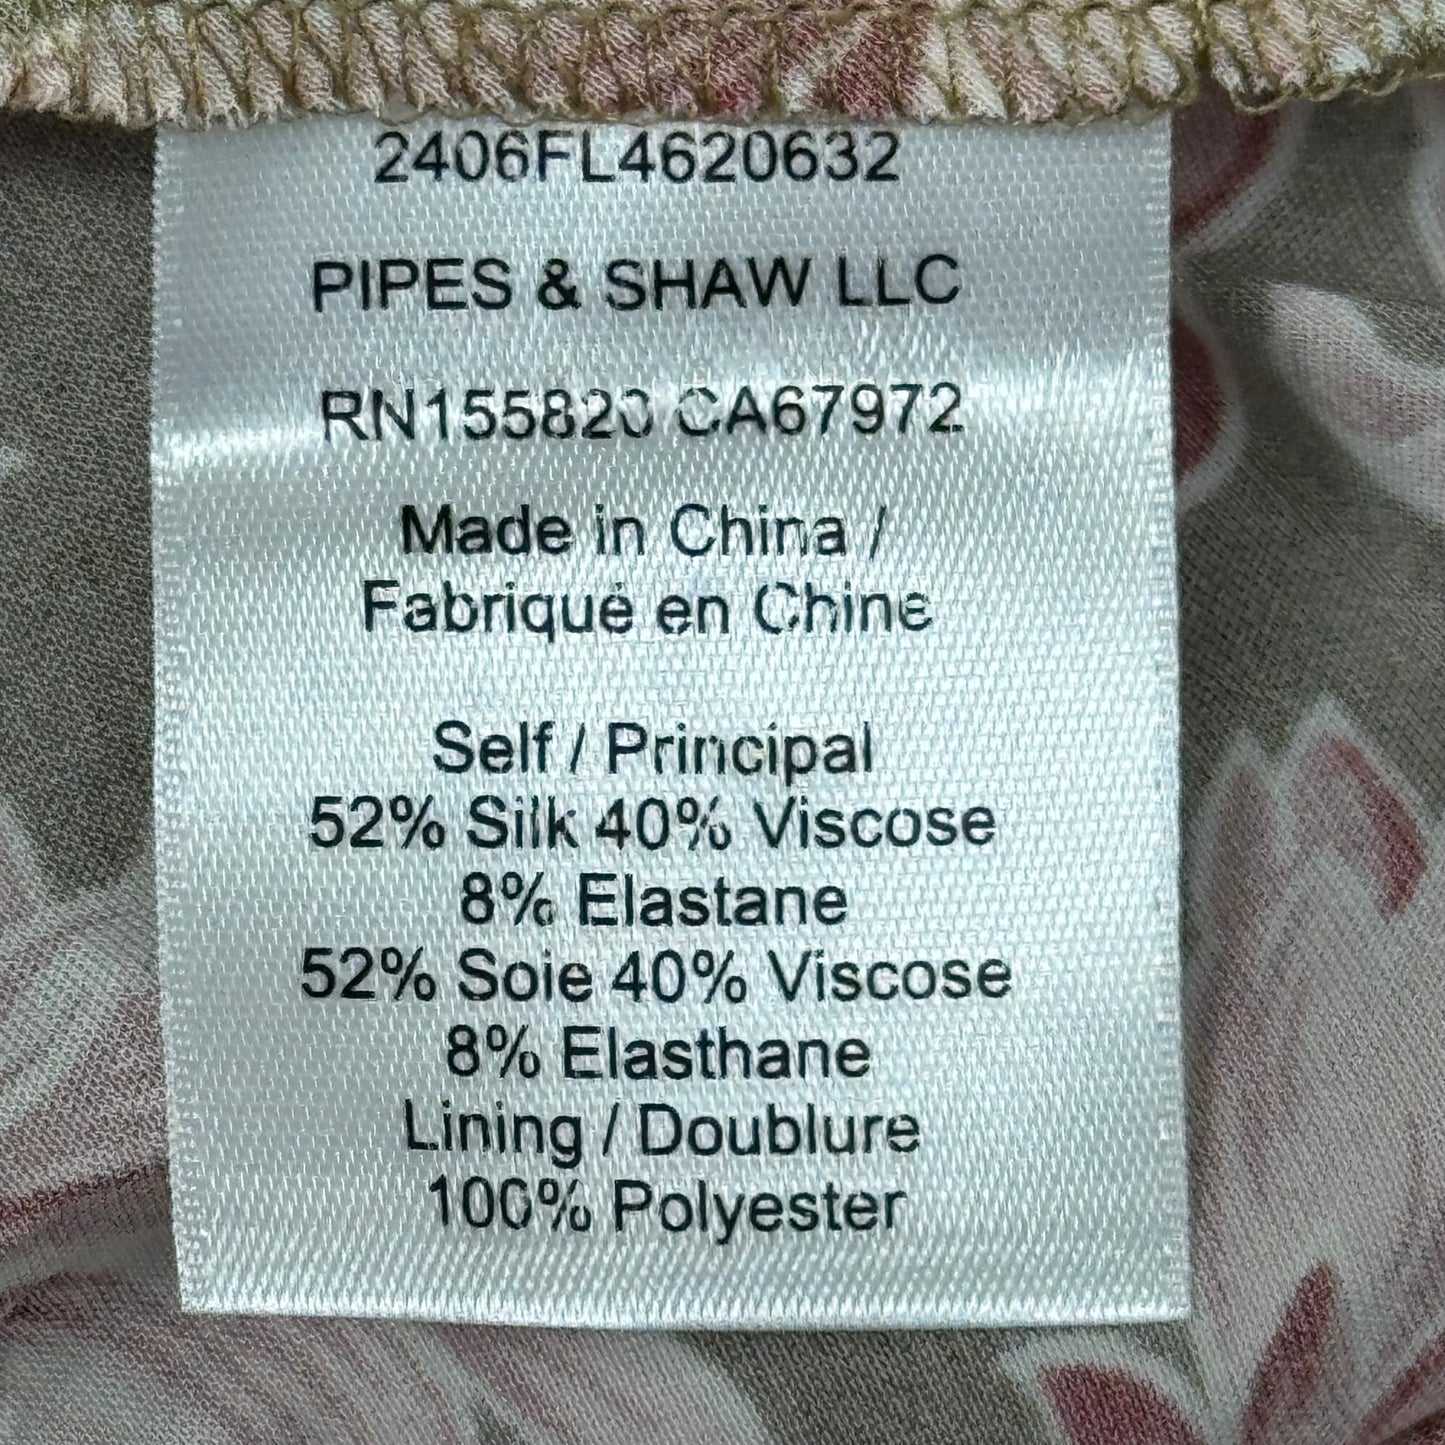 2406FL4620632
PIPES & SHAW LLC
RN155820 CA67972
Made in China /
Fabriqué en Chine
Self / Principal
52% Silk 40% Viscose
8% Elastane
52% Soie 40% Viscose
8% Elasthane
Lining / Doublure
100% Polyester